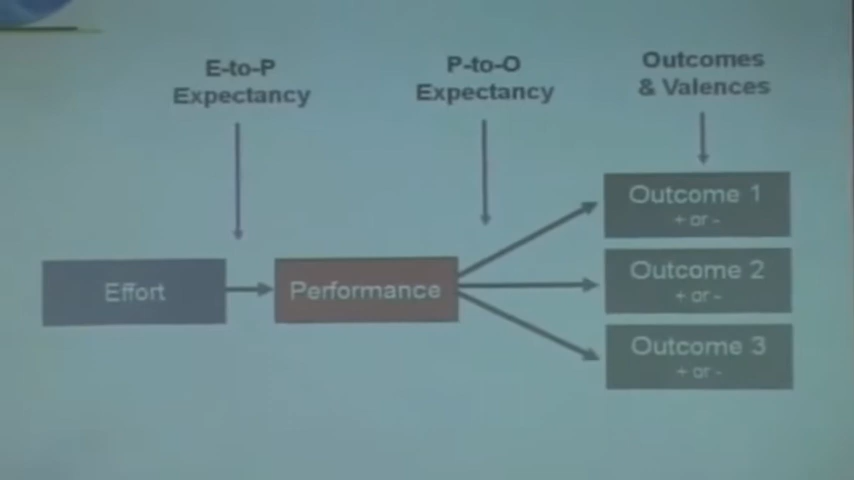 E-to-P
Expectancy
P-to-O
Expectancy
Outcomes
& Valences
Effort
Performance
Outcome 1
+ or -
Outcome 2
+ or -
Outcome 3
+ or -